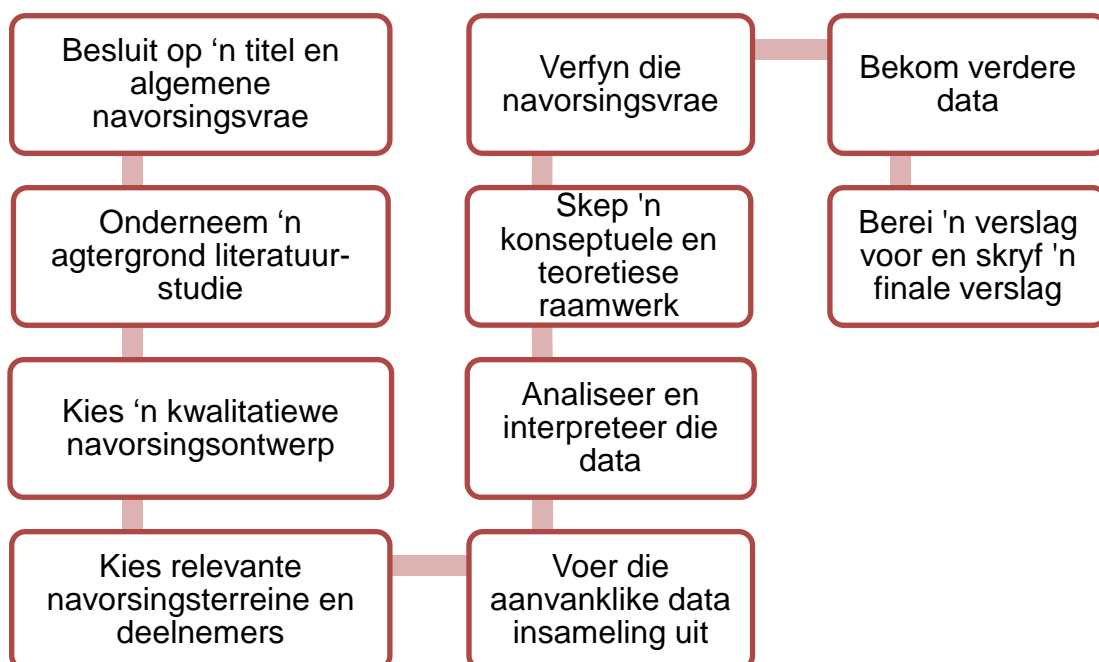 Besluit op ‘n titel en
algemene
navorsingsvrae
Onderneem ‘n
agtergrond literatuur-
studie
Kies ‘n kwalitatiewe
navorsingsontwerp
Kies relevante
navorsingsterreine en
deelnemers
Voer die
aanvanklike data
insameling uit
Analiseer en
interpreteer die
data
Skep 'n
konseptuele en
teoretiese
raamwerk
Verfyn die
navorsingsvrae
Bekom verdere
data
Berei 'n verslag
voor en skryf 'n
finale verslag